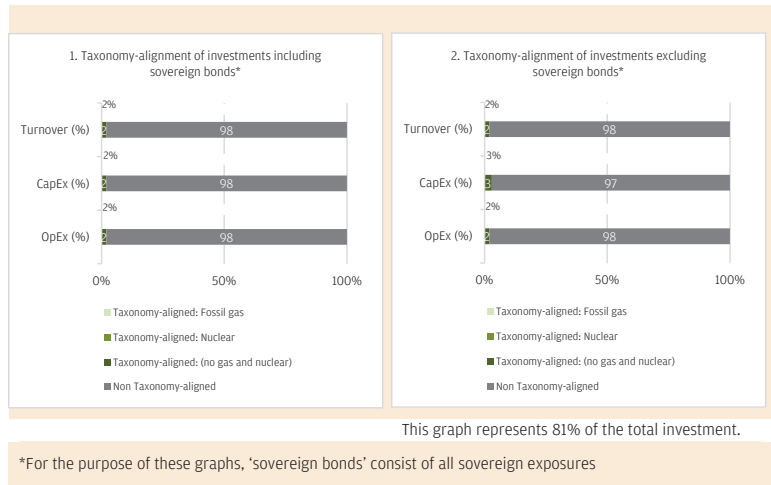 1. Taxonomy-alignment of investments including
sovereign bonds*
2%
Turnover (%)
2
98
2%
CapEx (%)
2
98
2%
OpEx (%)
2
98
0%
50%
100%
Taxonomy-aligned: Fossil gas
Taxonomy-aligned: Nuclear
Taxonomy-aligned: (no gas and nuclear)
Non Taxonomy-aligned
2. Taxonomy-alignment of investments excluding
sovereign bonds*
2%
Turnover (%)
2
98
3%
CapEx (%)
3
97
2%
OpEx (%)
2
98
0%
50%
100%
Taxonomy-aligned: Fossil gas
Taxonomy-aligned: Nuclear
Taxonomy-aligned: (no gas and nuclear)
Non Taxonomy-aligned
This graph represents 81% of the total investment.
*For the purpose of these graphs, ‘sovereign bonds’ consist of all sovereign exposures